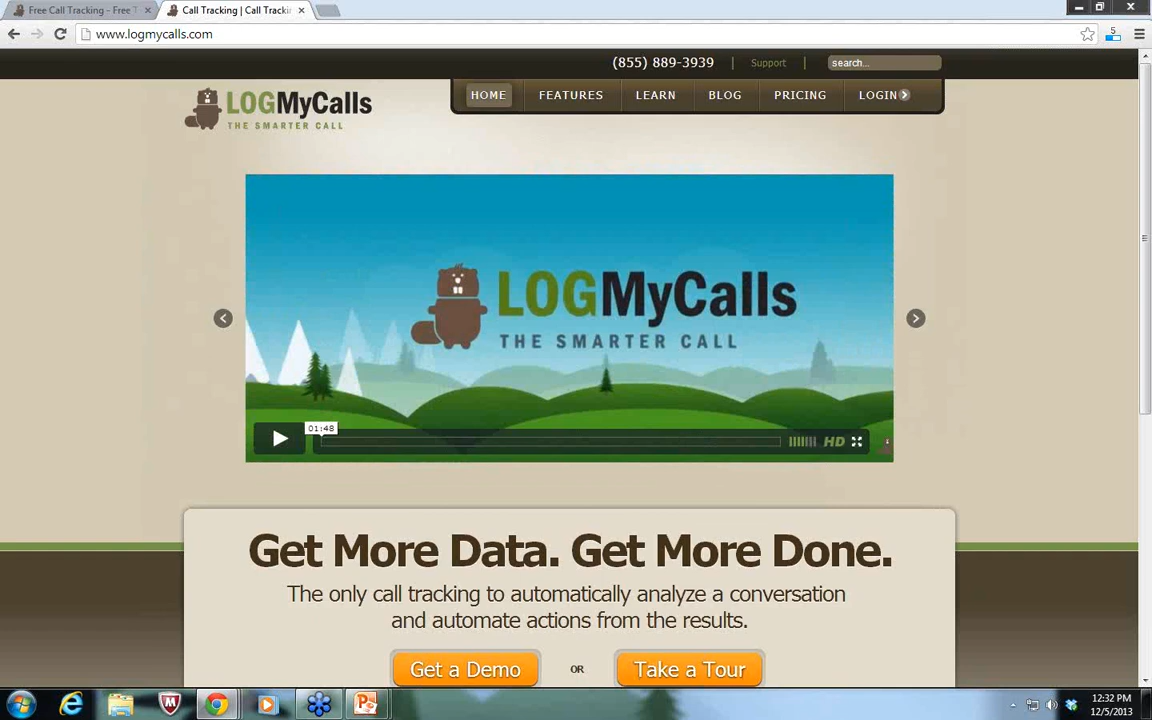 Free Call Tracking - Free T
Call Tracking | Call Trackin
www.logmycalls.com
5
(855) 889-3939 | Support |
search...
LOGMyCalls
THE SMARTER CALL
HOME
FEATURES
LEARN
BLOG
PRICING
LOGIN
LOGMyCalls
THE SMARTER CALL
01:48
HD
Get More Data. Get More Done.
The only call tracking to automatically analyze a conversation
and automate actions from the results.
Get a Demo
OR
Take a Tour
12:32 PM
12/5/2013